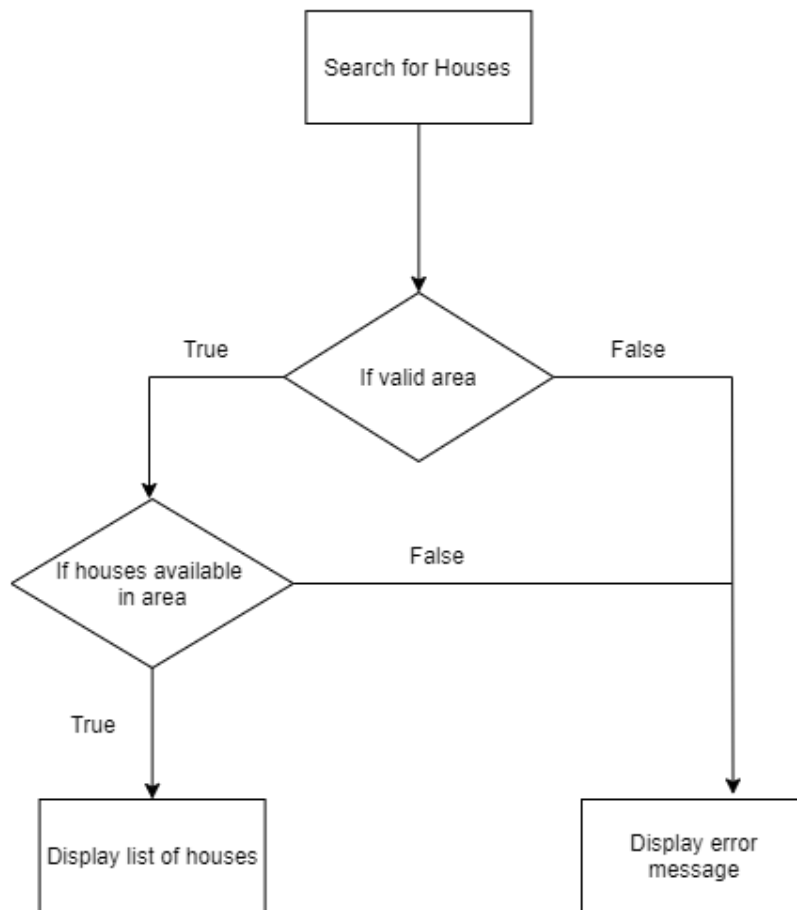 Search for Houses
True
False
If valid area
If houses available
in area
False
True
Display list of houses
Display error
message